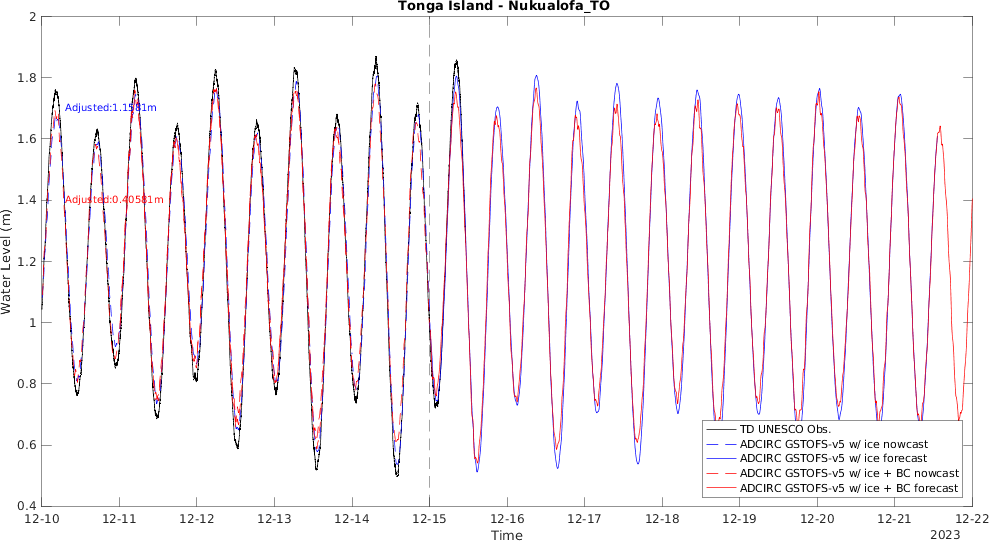 Tonga Island - Nukualofa_TO
2
1.8
1.6
1.4
1.2
1
0.8
0.6
0.4
Water Level (m)
Adjusted:1.1581m
Adjusted:0.40581m
TD UNESCO Obs.
ADCIRC GSTOFS-v5 w/ ice nowcast
ADCIRC GSTOFS-v5 w/ ice forecast
ADCIRC GSTOFS-v5 w/ ice + BC nowcast
ADCIRC GSTOFS-v5 w/ ice + BC forecast
12-10 12-11 12-12 12-13 12-14 12-15 12-16 12-17 12-18 12-19 12-20 12-21 12-22
Time
2023